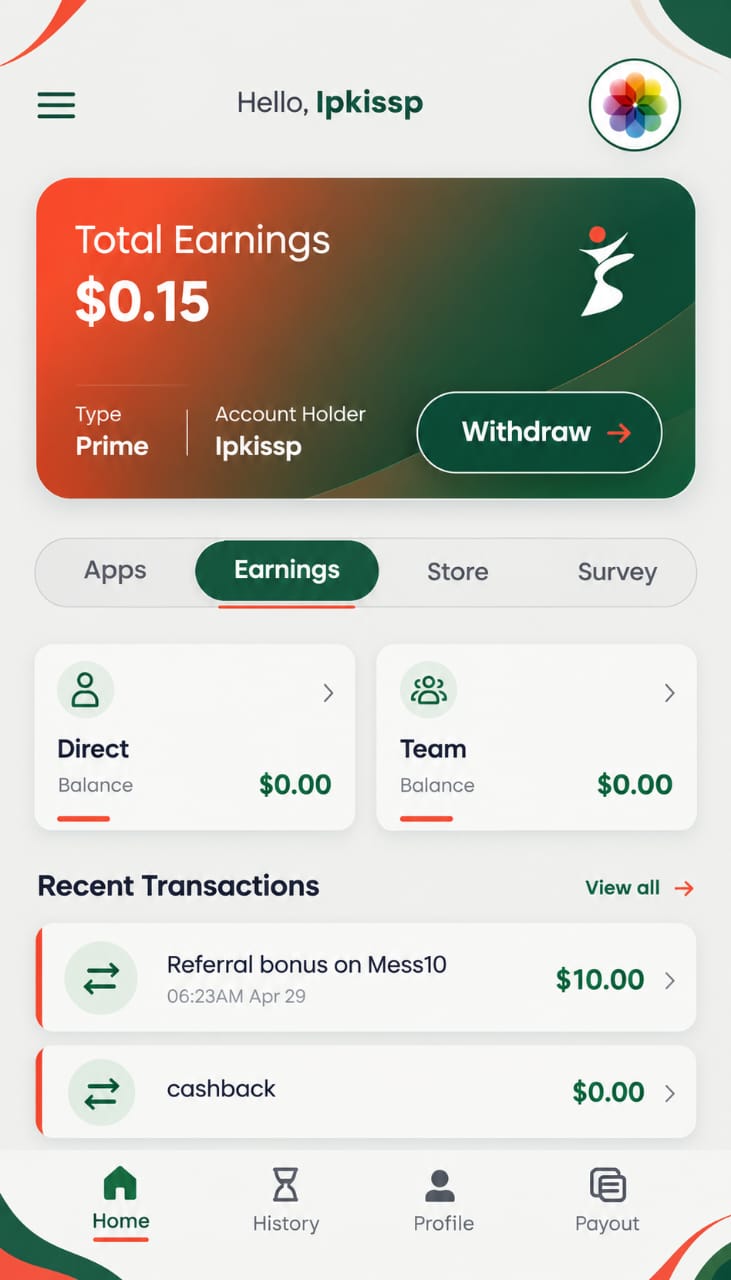 Hello, Ipkissp
Total Earnings
$0.15
Type
Prime
Account Holder
Ipkissp
Withdraw
Apps
Earnings
Store
Survey
Direct
Balance
$0.00
Team
Balance
$0.00
Recent Transactions
View all
Referral bonus on Mess10
06:23AM Apr 29
$10.00
cashback
$0.00
Home
History
Profile
Payout